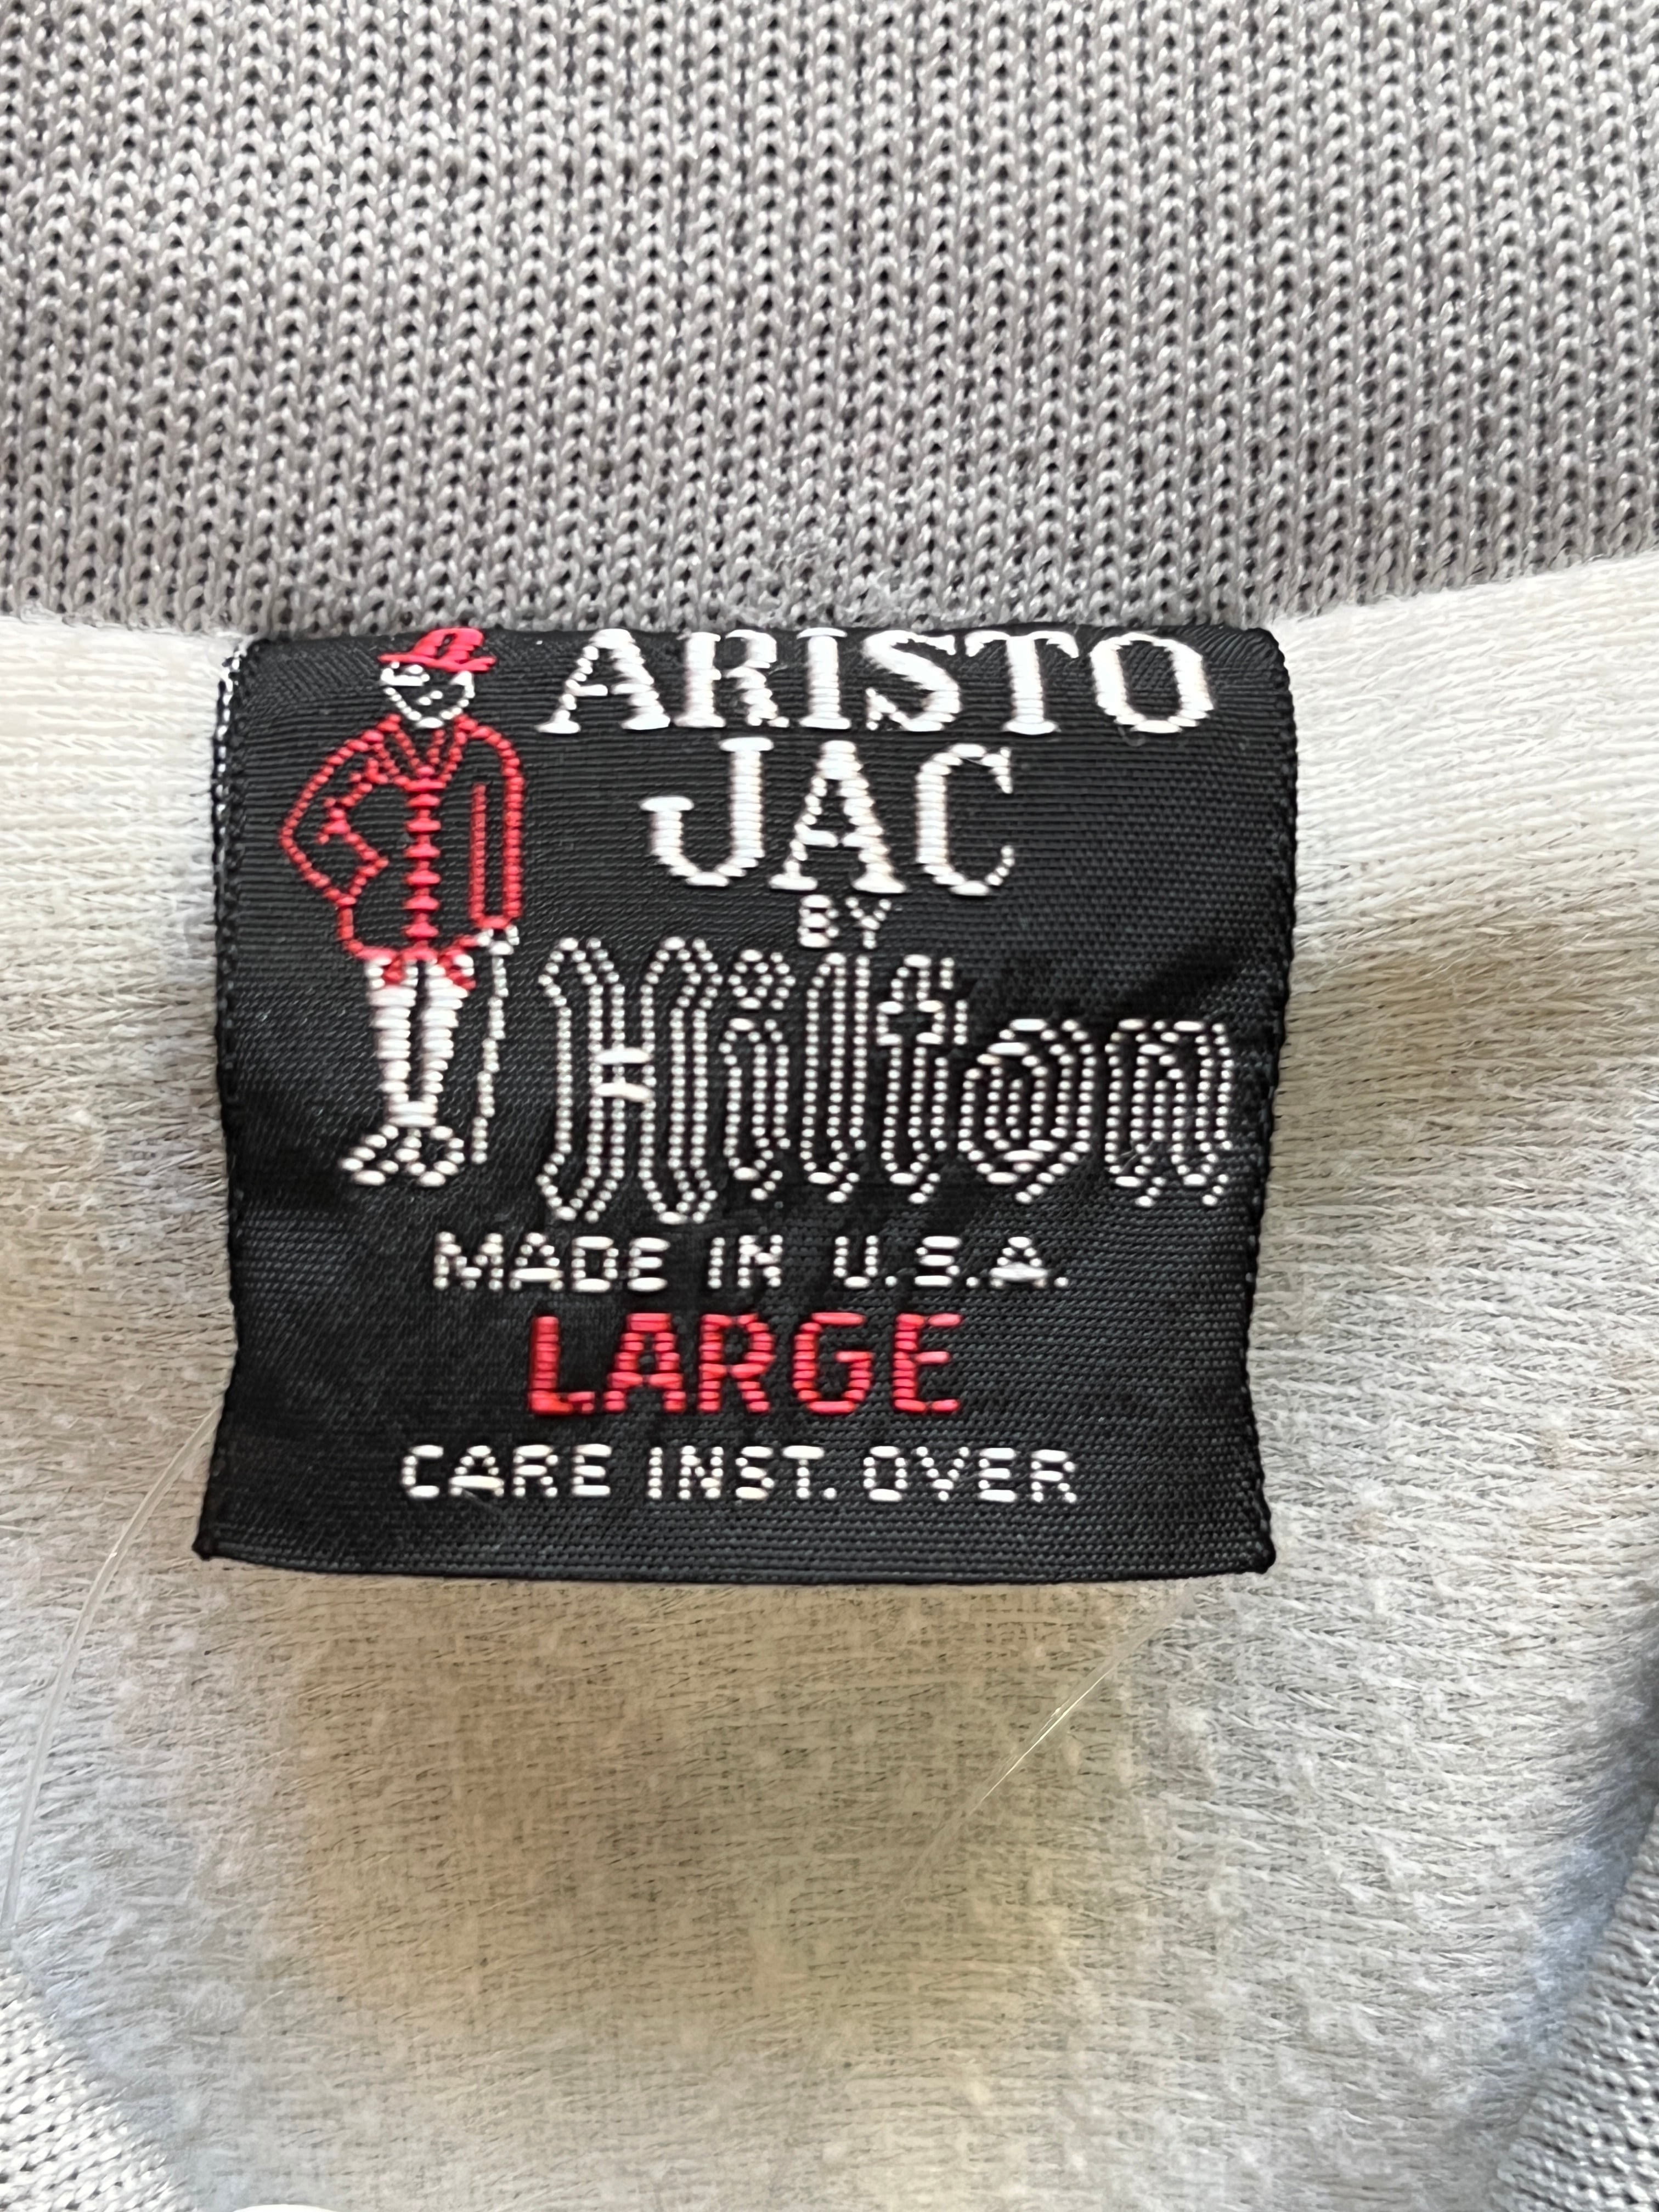 ARISTO
JAC
BY
Hilton
MADE IN U.S.A.
LARGE
CARE INST. OVER